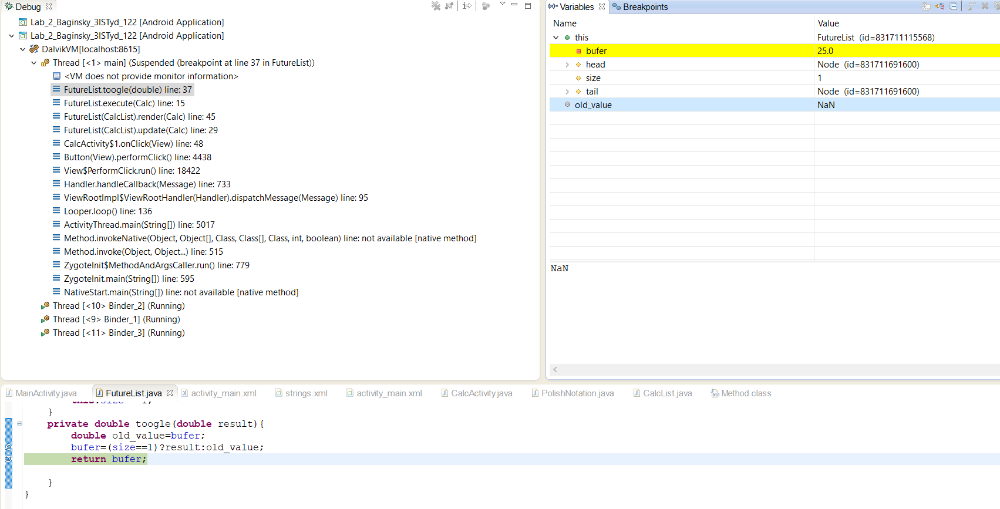 Debug
Lab_2_Baginsky_3ISTyd_122 [Android Application]
Lab_2_Baginsky_3ISTyd_122 [Android Application]
DalvikVM[localhost:8615]
Thread [<1> main] (Suspended (breakpoint at line 37 in FutureList))
<VM does not provide monitor information>
FutureList.toogle(double) line: 37
FutureList.execute(Calc) line: 15
FutureList(CalcList).render(Calc) line: 45
FutureList(CalcList).update(Calc) line: 29
CalcActivity$1.onClick(View) line: 48
Button(View).performClick() line: 4438
View$PerformClick.run() line: 18422
Handler.handleCallback(Message) line: 733
ViewRootImpl$ViewRootHandler(Handler).dispatchMessage(Message) line: 95
Looper.loop() line: 136
ActivityThread.main(String[]) line: 5017
Method.invokeNative(Object, Object[], Class, Class[], Class, int, boolean) line: not available [native method]
Method.invoke(Object, Object...) line: 515
ZygoteInit$MethodAndArgsCaller.run() line: 779
ZygoteInit.main(String[]) line: 595
NativeStart.main(String[]) line: not available [native method]
Thread [<10> Binder_2] (Running)
Thread [<9> Binder_1] (Running)
Thread [<11> Binder_3] (Running)
(x)= Variables Breakpoints
Name Value
this FutureList (id=831711115568)
bufer 25.0
head Node (id=831711691600)
size 1
tail Node (id=831711691600)
old_value NaN
NaN
MainActivity.java FutureList.java activity_main.xml strings.xml activity_main.xml CalcActivity.java PolishNotation.java CalcList.java Method.class
}
private double toogle(double result){
double old_value=bufer;
bufer=(size==1)?result:old_value;
return bufer;
}
}